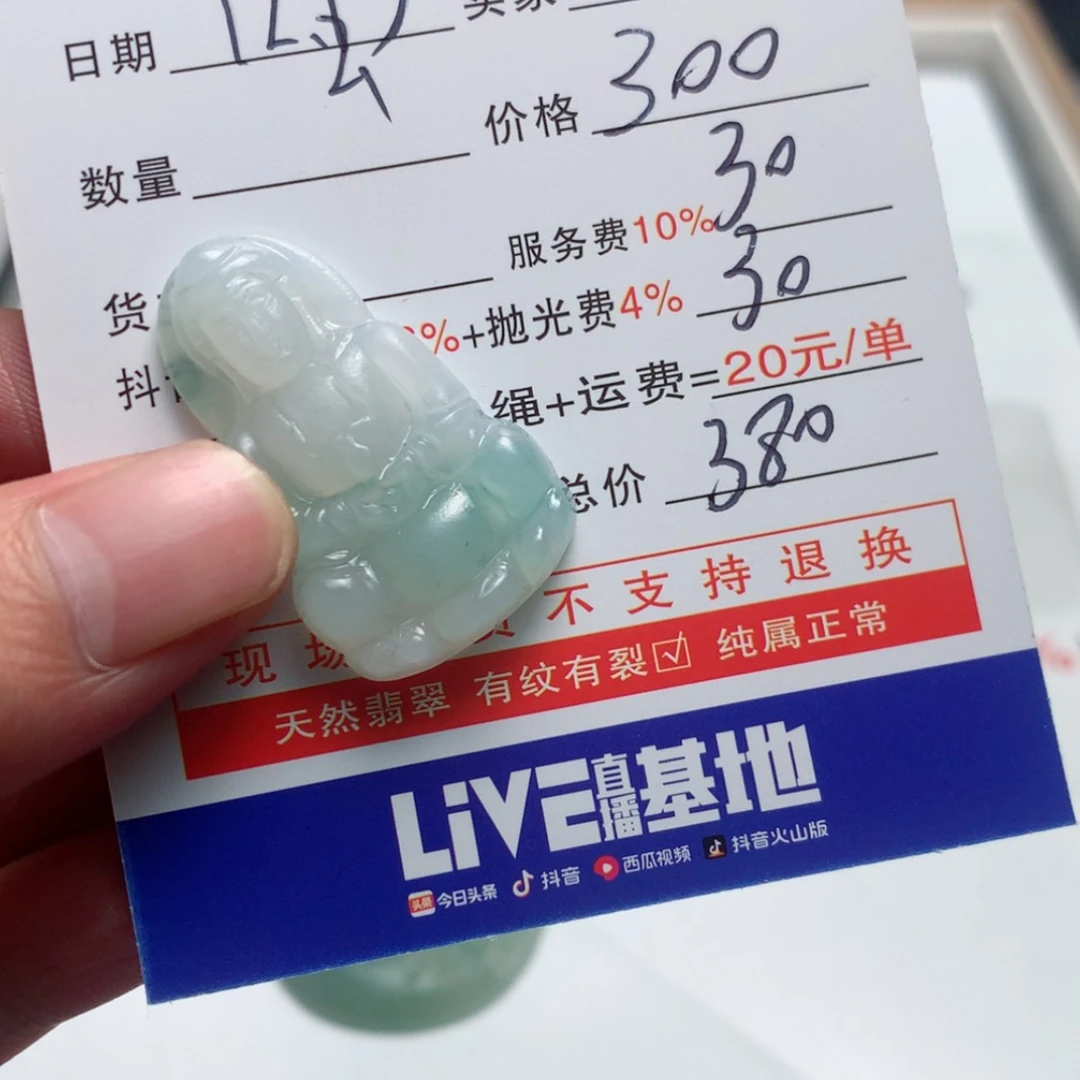 日期
价格 300
数量
服务费10% 30
货
%+抛光费4% 30
抖
绳+运费=20元/单
总价 380
现场 不支持退换
天然翡翠 有纹有裂☑ 纯属正常
LiVE直播基地
头条 今日头条 抖音 西瓜视频 抖音火山版